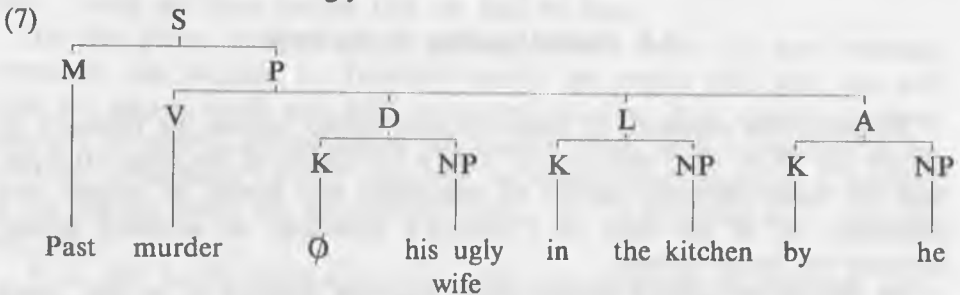 (7) S
M P
V D L A
K NP K NP K NP
Past murder Ø his ugly in the kitchen by he
wife